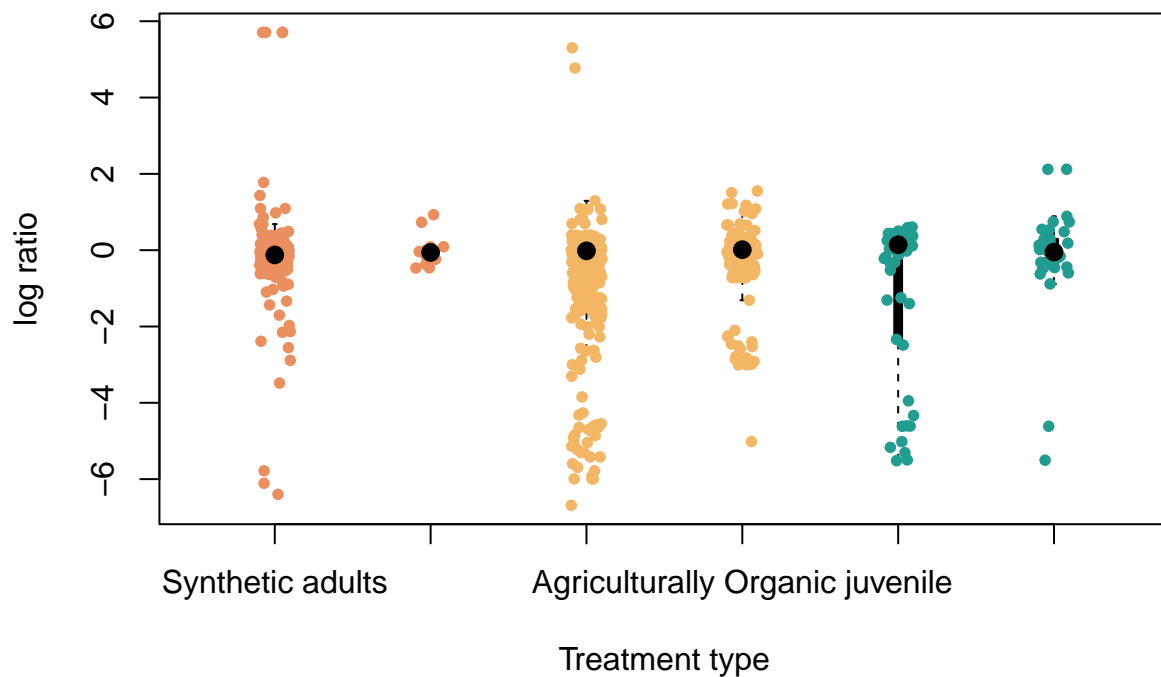 6
4
2
0
−2
−4
−6
log ratio
Synthetic adults
Agriculturally Organic juvenile
Treatment type